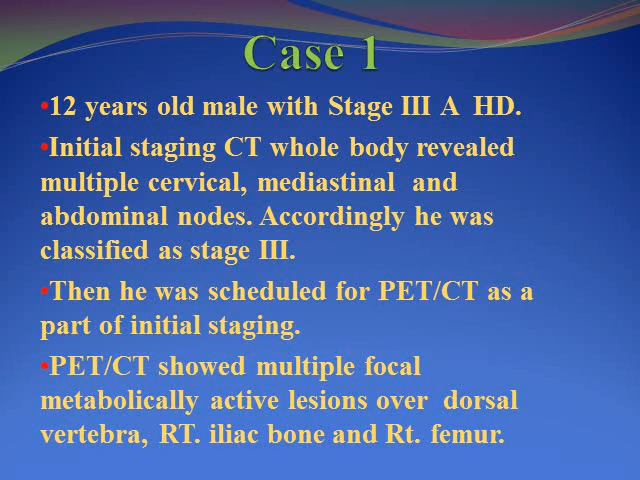 Case 1
•12 years old male with Stage III A HD.
•Initial staging CT whole body revealed
multiple cervical, mediastinal and
abdominal nodes. Accordingly he was
classified as stage III.
•Then he was scheduled for PET/CT as a
part of initial staging.
•PET/CT showed multiple focal
metabolically active lesions over dorsal
vertebra, RT. iliac bone and Rt. femur.